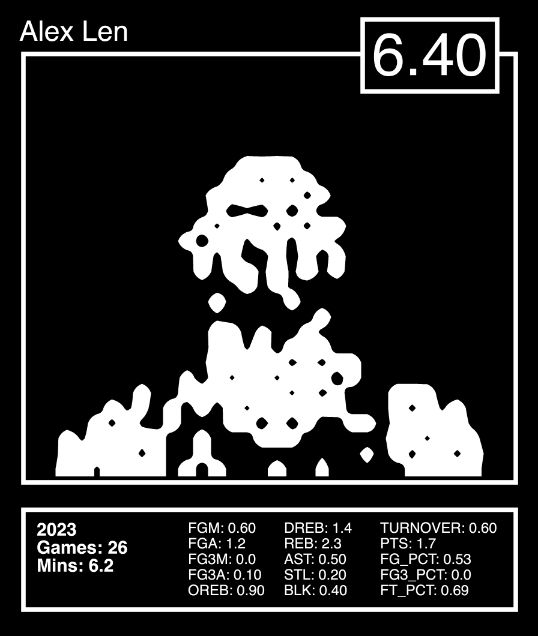 Alex Len
6.40
2023
Games: 26
Mins: 6.2
FGM: 0.60
FGA: 1.2
FG3M: 0.0
FG3A: 0.10
OREB: 0.90
DREB: 1.4
REB: 2.3
AST: 0.50
STL: 0.20
BLK: 0.40
TURNOVER: 0.60
PTS: 1.7
FG_PCT: 0.53
FG3_PCT: 0.0
FT_PCT: 0.69